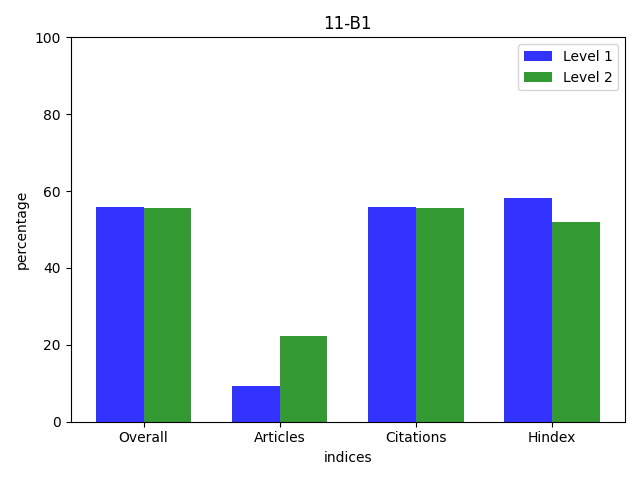 11-B1
100
80
60
40
20
0
percentage
Level 1
Level 2
Overall
Articles
Citations
Hindex
indices